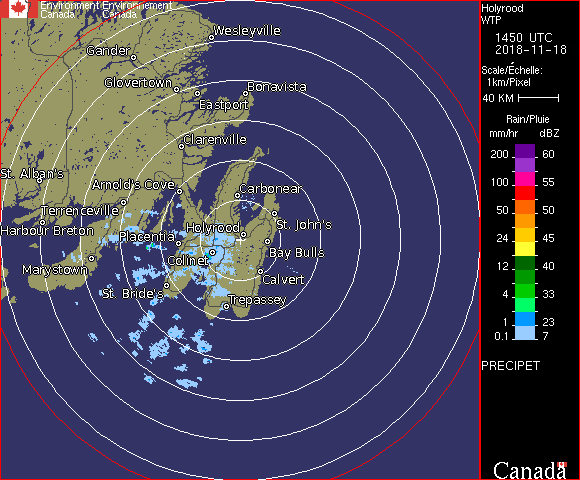 Environment Environnement
Canada Canada
Wesleyville
Gander
Glovertown
Bonavista
Eastport
Clarenville
St. Alban's
Arnold's Cove
Carbonear
Terrenceville
St. John's
Harbour Breton
Placentia
Holyrood
Bay Bulls
Colinet
Marystown
Calvert
St. Bride's
Trepassey
Holyrood
WTP
1450 UTC
2018-11-18
Scale/Échelle:
1km/Pixel
40 KM
Rain/Pluie
mm/hr dBZ
200 60
100 55
50 50
24 45
12 40
4 33
1 23
0.1 7
PRECIPET
Canada